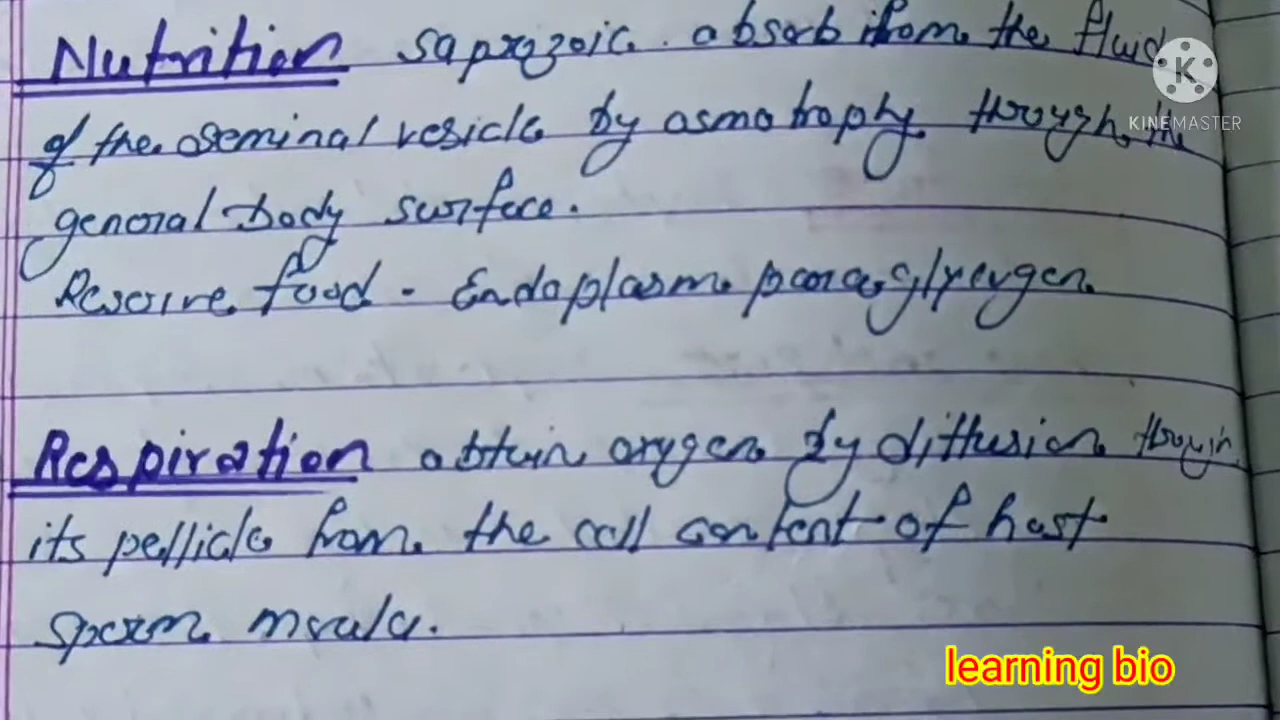 Nutrition saprozoic. absorb from the fluid
of the seminal vesicle by osmotrophy through the
general body surface.
Reserve food - Endoplasm paraglycygen
Respiration obtain oxygen by diffusion through
its pellicle from the cell content of host
sperm morula.
K
KINEMASTER
learning bio